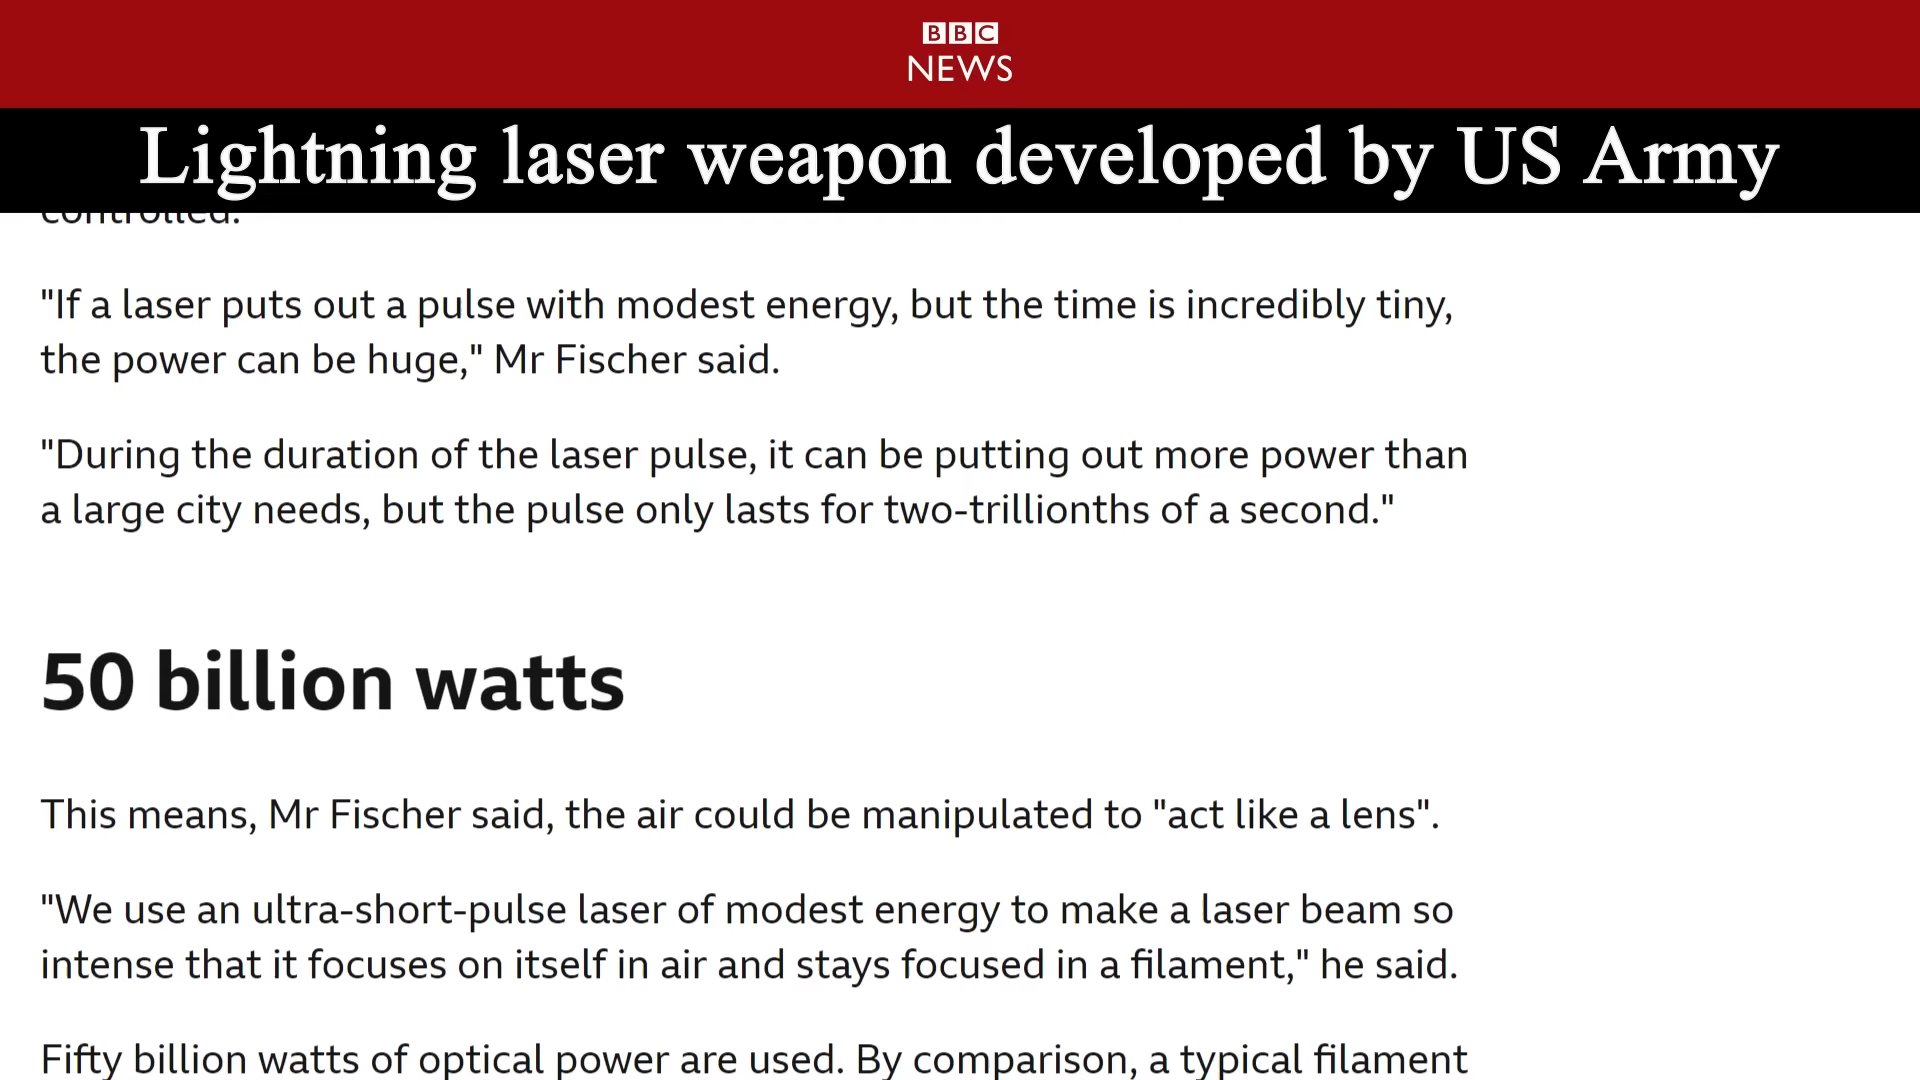 BBC
NEWS
Lightning laser weapon developed by US Army
controlled.
"If a laser puts out a pulse with modest energy, but the time is incredibly tiny,
the power can be huge," Mr Fischer said.
"During the duration of the laser pulse, it can be putting out more power than
a large city needs, but the pulse only lasts for two-trillionths of a second."
50 billion watts
This means, Mr Fischer said, the air could be manipulated to "act like a lens".
"We use an ultra-short-pulse laser of modest energy to make a laser beam so
intense that it focuses on itself in air and stays focused in a filament," he said.
Fifty billion watts of optical power are used. By comparison, a typical filament